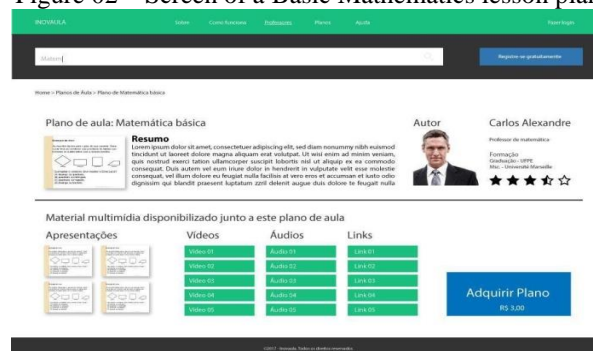 Figure 02 – Screen of a Basic Mathematics lesson plan
INOVAULA Sobre Como funciona Professores Planos Ajuda Fazer login
Matem
Registre-se gratuitamente
Home > Planos de Aula > Plano de Matemática básica
Plano de aula: Matemática básica
Resumo
Lorem ipsum dolor sit amet, consectetuer adipiscing elit, sed diam nonummy nibh euismod
tincidunt ut laoreet dolore magna aliquam erat volutpat. Ut wisi enim ad minim veniam,
quis nostrud exerci tation ullamcorper suscipit lobortis nisl ut aliquip ex ea commodo
consequat. Duis autem vel eum iriure dolor in hendrerit in vulputate velit esse molestie
consequat, vel illum dolore eu feugiat nulla facilisis at vero eros et accumsan et iusto odio
dignissim qui blandit praesent luptatum zzril delenit augue duis dolore te feugait nulla
Autor
Carlos Alexandre
Professor de matemática
Formação
Graduação - UFPE
Msc. - Université Marseille
Material multimídia disponibilizado junto a este plano de aula
Apresentações Vídeos Áudios Links
Vídeo 01 Áudio 01 Link 01
Vídeo 02 Áudio 02 Link 02
Vídeo 03 Áudio 03 Link 03
Vídeo 04 Áudio 04 Link 04
Vídeo 05 Áudio 05 Link 05
Adquirir Plano
R$ 3,00
©2017 - Inovaula. Todos os direitos reservados.